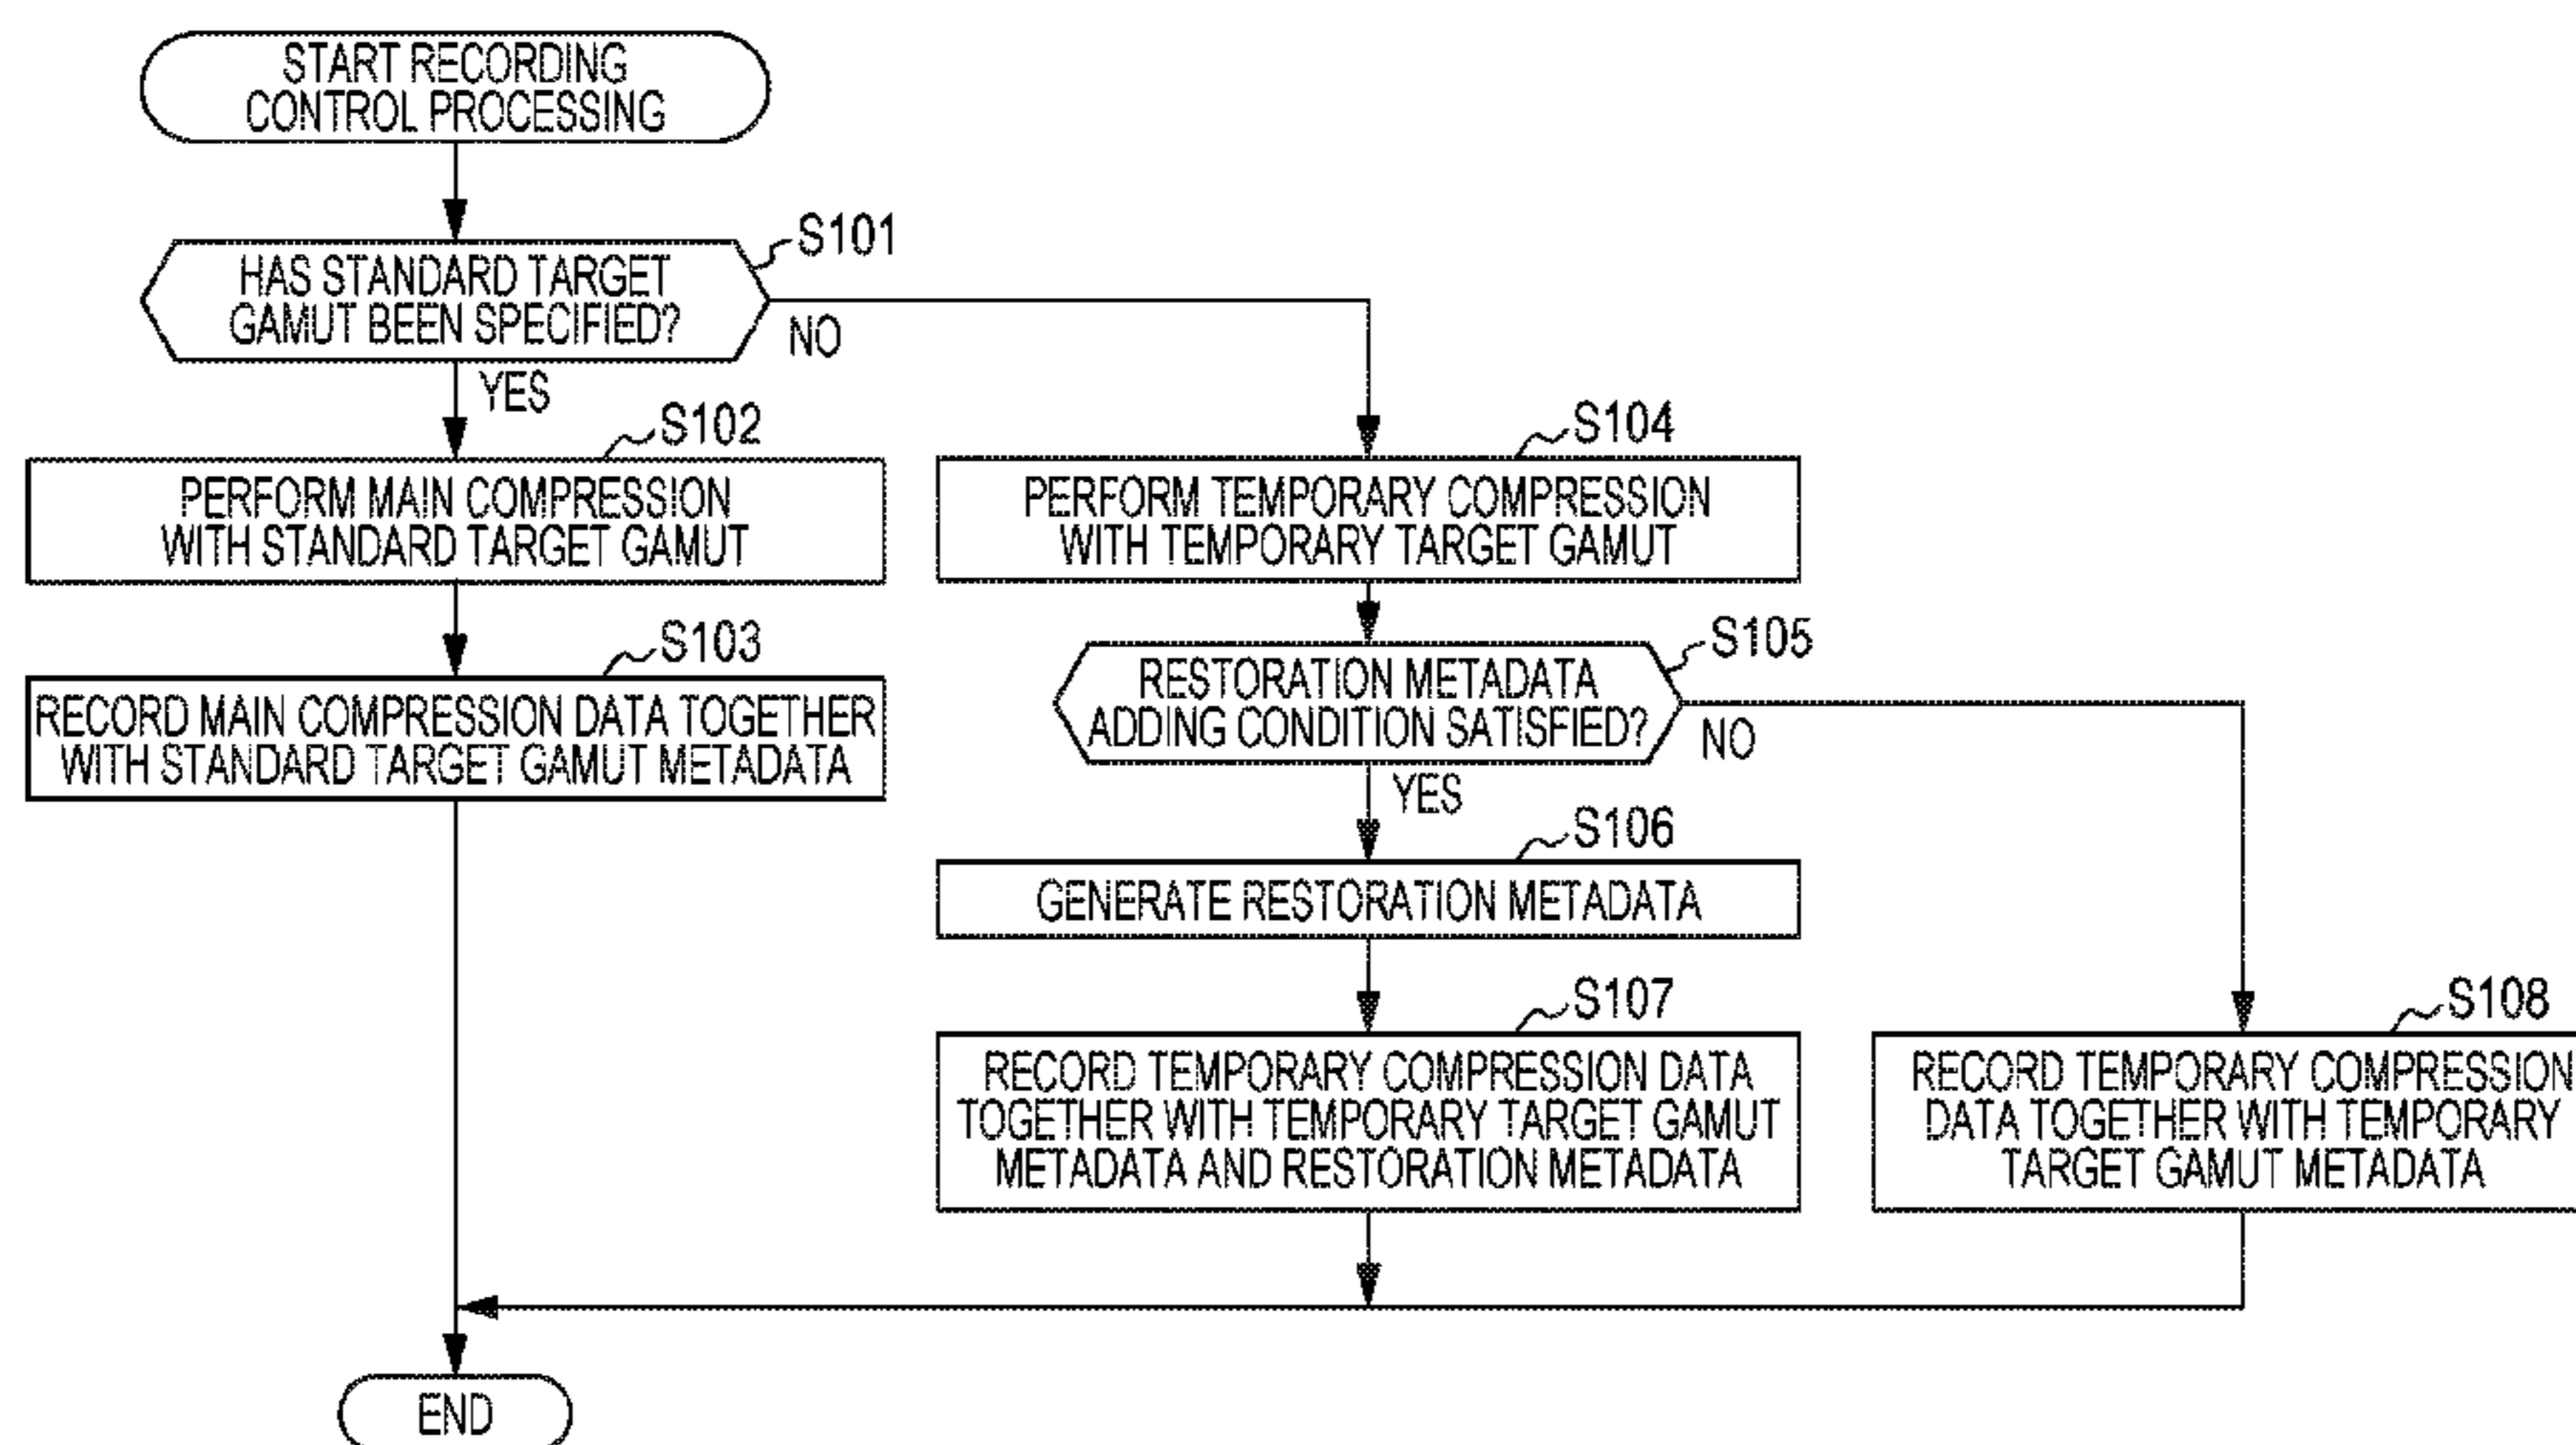 START RECORDING
CONTROL PROCESSING
S101
HAS STANDARD TARGET
GAMUT BEEN SPECIFIED?
NO
YES
S102
PERFORM MAIN COMPRESSION
WITH STANDARD TARGET GAMUT
S103
RECORD MAIN COMPRESSION DATA TOGETHER
WITH STANDARD TARGET GAMUT METADATA
S104
PERFORM TEMPORARY COMPRESSION
WITH TEMPORARY TARGET GAMUT
S105
RESTORATION METADATA
ADDING CONDITION SATISFIED?
NO
YES
S106
GENERATE RESTORATION METADATA
S107
RECORD TEMPORARY COMPRESSION DATA
TOGETHER WITH TEMPORARY TARGET GAMUT
METADATA AND RESTORATION METADATA
S108
RECORD TEMPORARY COMPRESSION
DATA TOGETHER WITH TEMPORARY
TARGET GAMUT METADATA
END